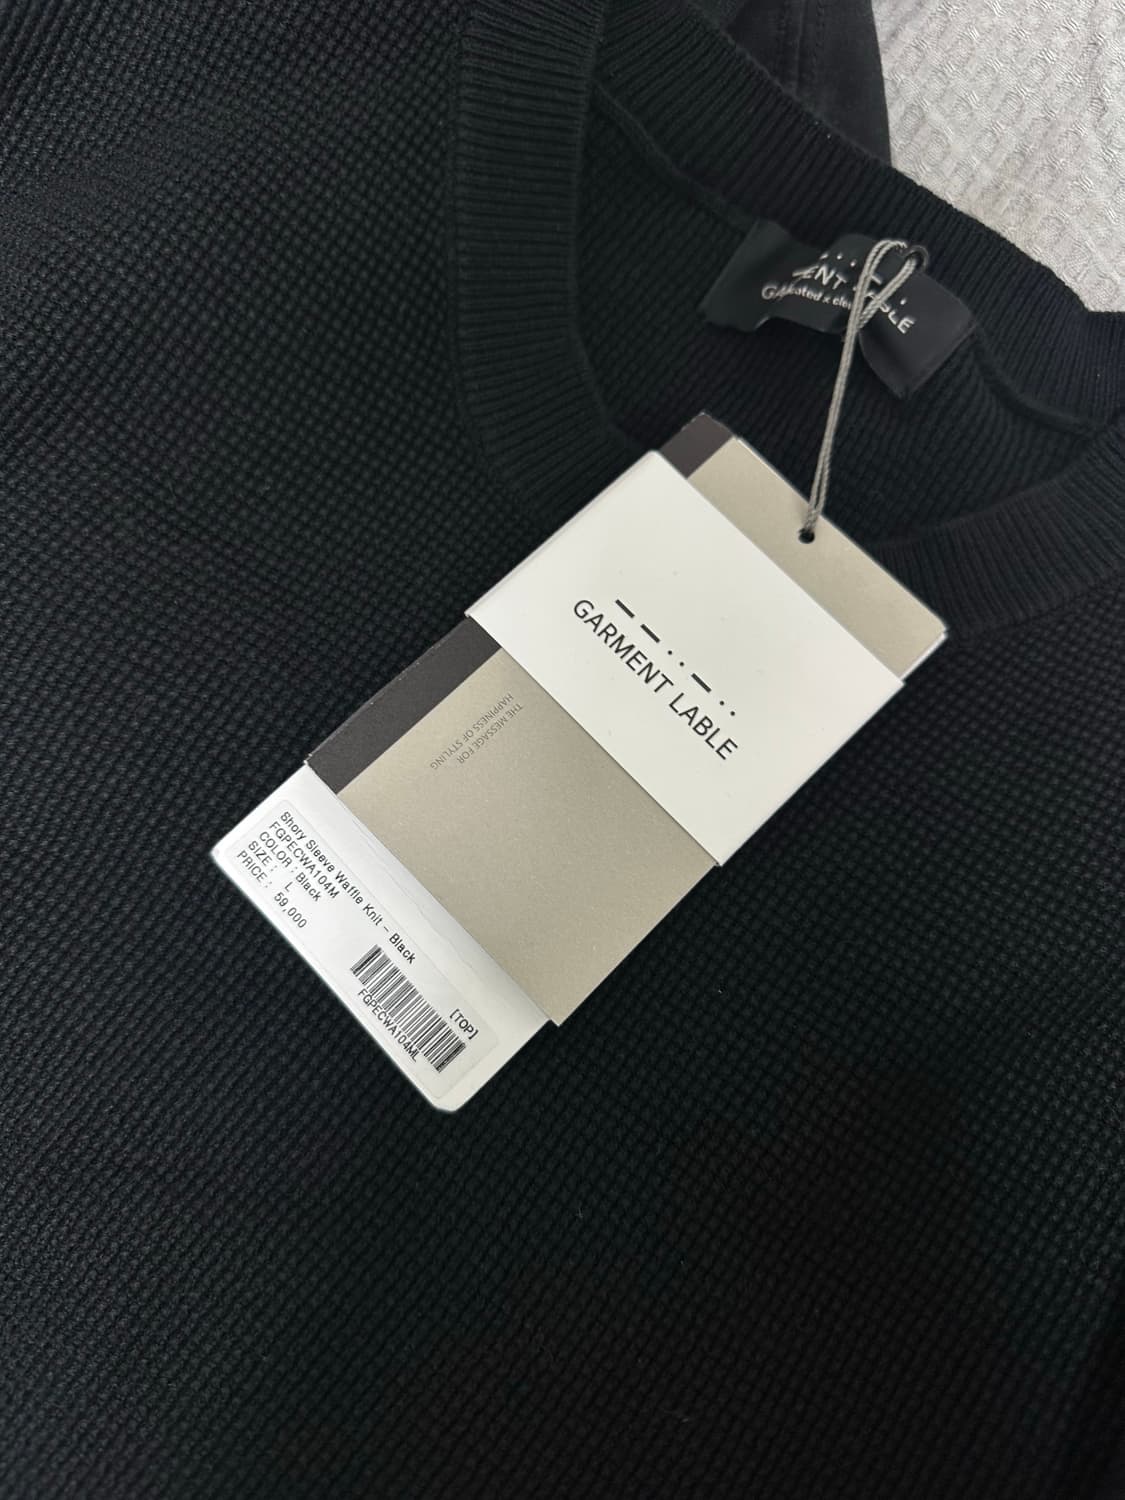 GARMENT LABLE
THE MESSAGE FOR
HAPPINESS OF STYLING
Shory Sleeve Waffle Knit - Black
FGPECWA104M
COLOR : Black
SIZE : L
PRICE : 59,000
[TOP]
FGPECWA104ML